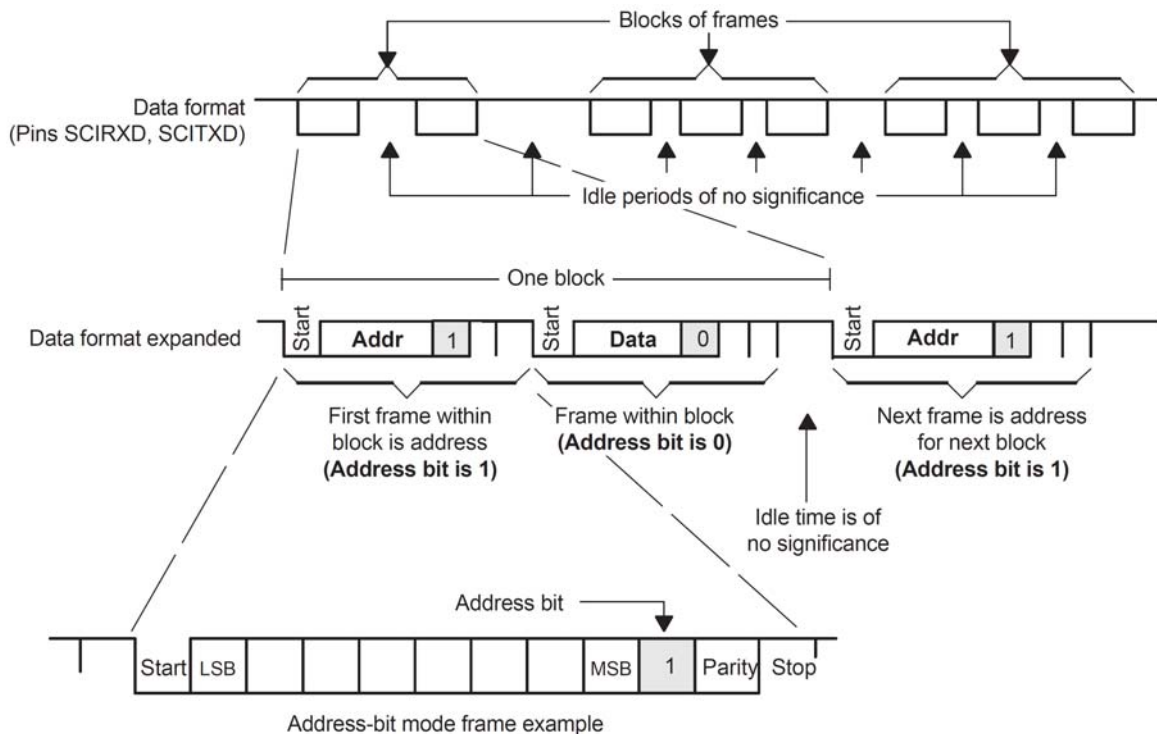 Blocks of frames
Data format
(Pins SCIRXD, SCITXD)
Idle periods of no significance
One block
Data format expanded
Start
Addr
1
Start
Data
0
Start
Addr
1
First frame within
block is address
(Address bit is 1)
Frame within block
(Address bit is 0)
Next frame is address
for next block
(Address bit is 1)
Idle time is of
no significance
Address bit
Start
LSB
MSB
1
Parity
Stop
Address-bit mode frame example